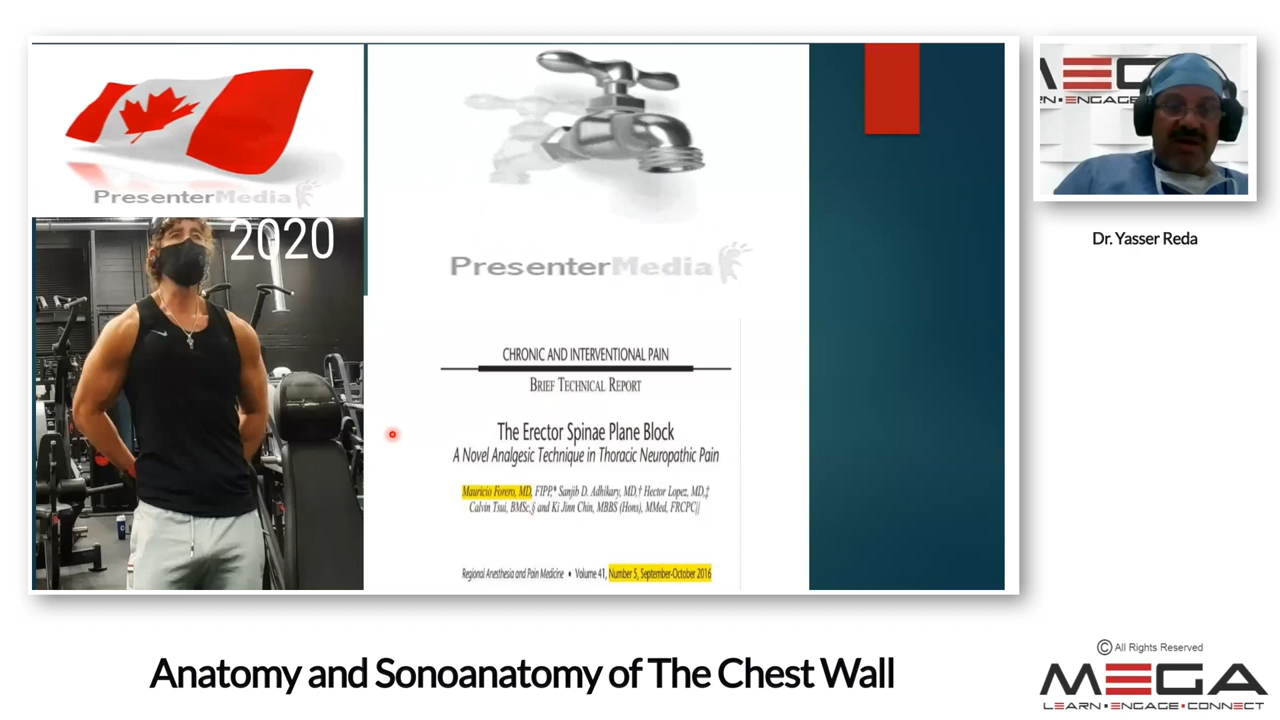 PresenterMedia
2020
PresenterMedia
CHRONIC AND INTERVENTIONAL PAIN
BRIEF TECHNICAL REPORT
The Erector Spinae Plane Block
A Novel Analgesic Technique in Thoracic Neuropathic Pain
Mauricio Forero, MD, FIPP,* Sanjib D. Adhikary, MD,† Hector Lopez, MD,‡
Calvin Tsui, BMSc,§ and Ki Jinn Chin, MBBS (Hons), MMed, FRCPC||
Regional Anesthesia and Pain Medicine • Volume 41, Number 5, September-October 2016
Dr. Yasser Reda
Anatomy and Sonoanatomy of The Chest Wall
© All Rights Reserved
MEGA
LEARN•ENGAGE•CONNECT